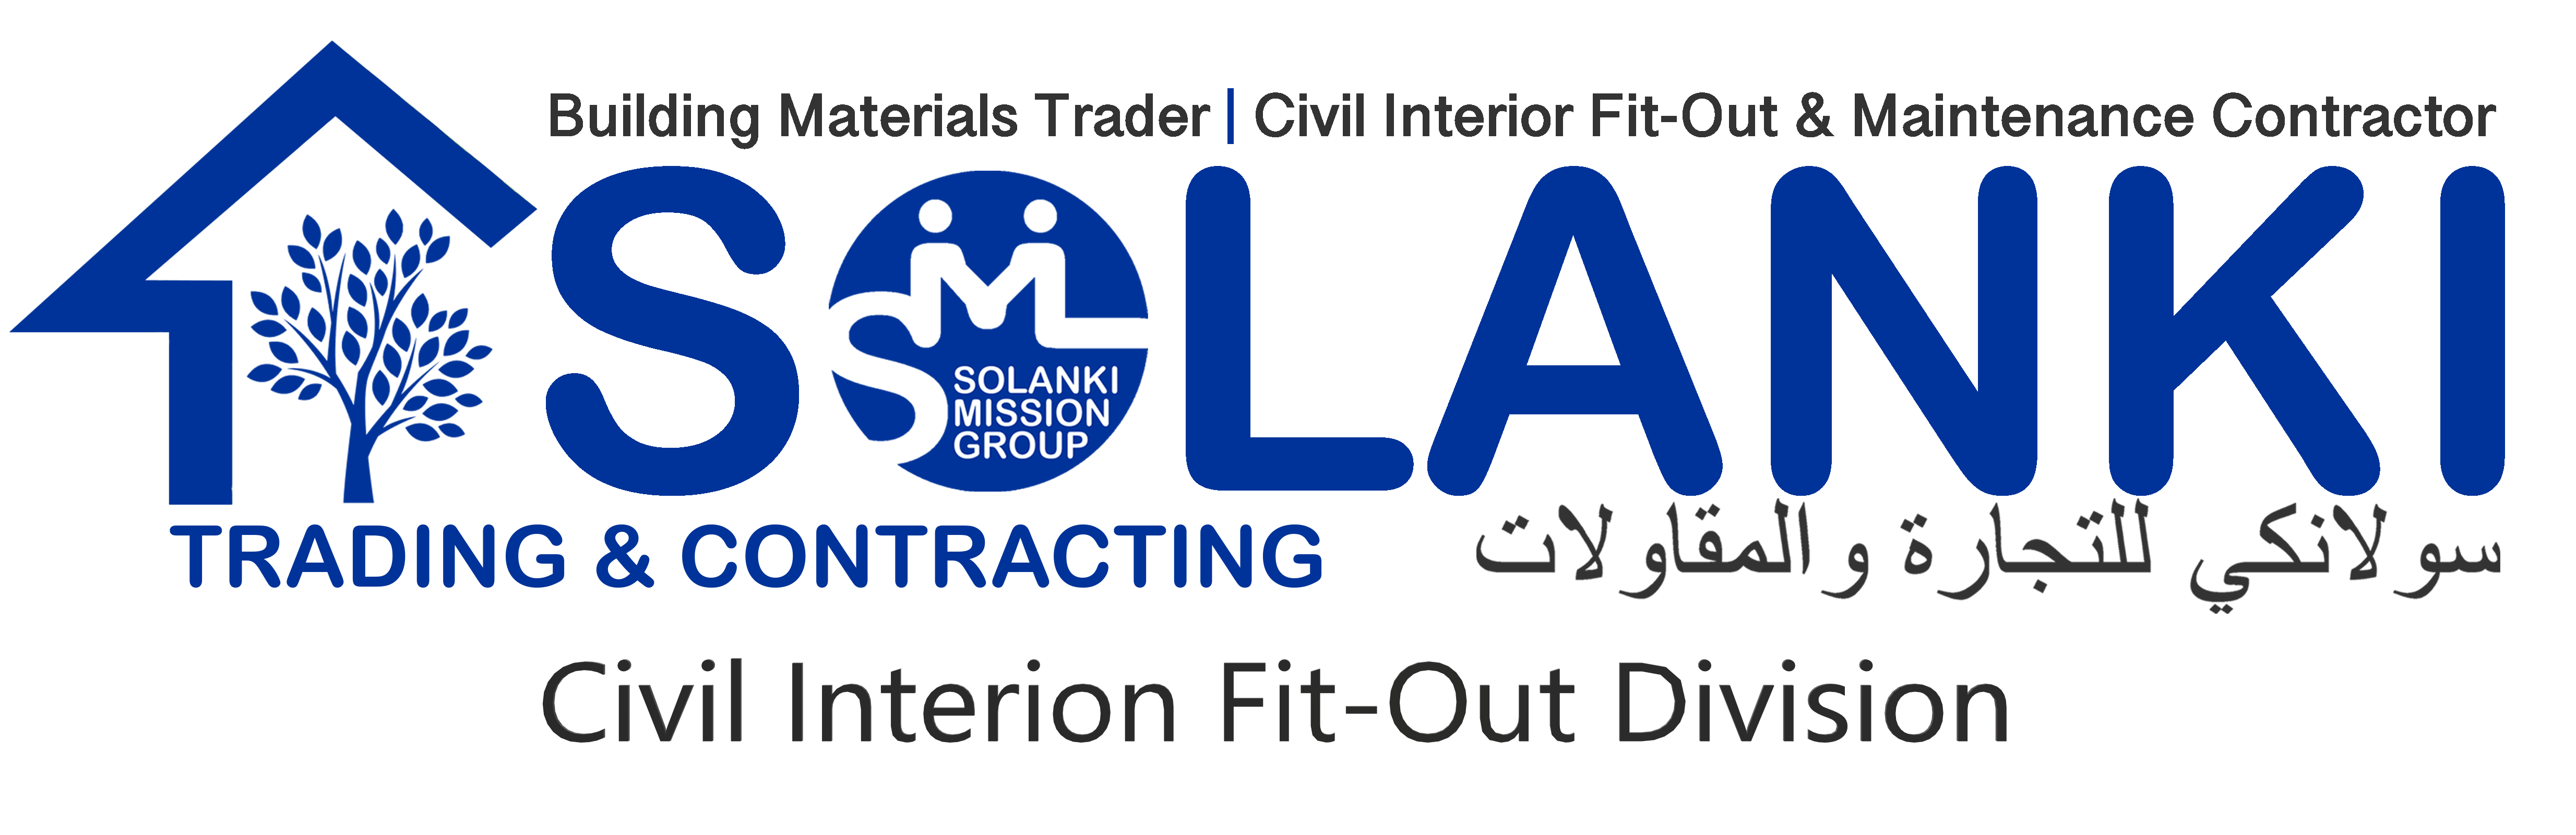 Building Materials Trader | Civil Interior Fit-Out & Maintenance Contractor
SOLANKI
SML
SOLANKI
MISSION
GROUP
TRADING & CONTRACTING
سولانكي للتجارة والمقاولات
Civil Interion Fit-Out Division